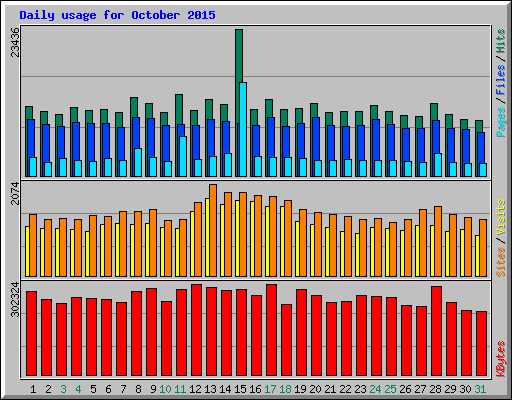 Daily usage for October 2015
23436
Pages / Files / Hits
2074
Sites / Visits
302324
KBytes
1 2 3 4 5 6 7 8 9 10 11 12 13 14 15 16 17 18 19 20 21 22 23 24 25 26 27 28 29 30 31